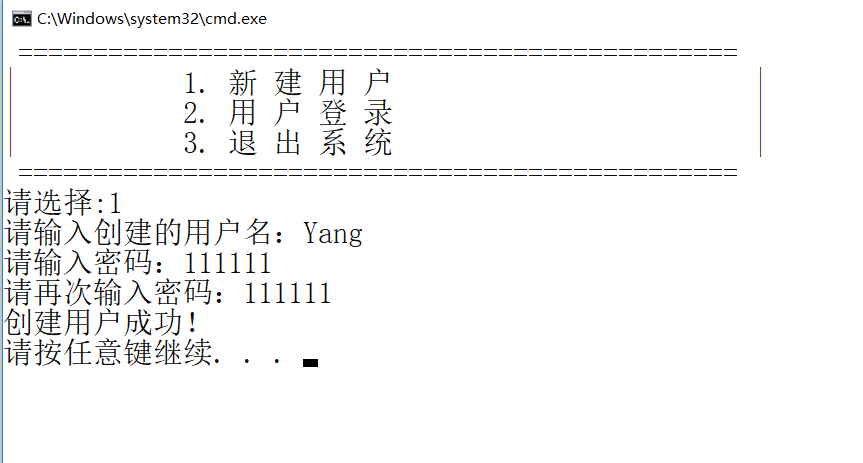 C:\Windows\system32\cmd.exe
================================================
1. 新 建 用 户
2. 用 户 登 录
3. 退 出 系 统
================================================
请选择:1
请输入创建的用户名：Yang
请输入密码：111111
请再次输入密码：111111
创建用户成功!
请按任意键继续. . .